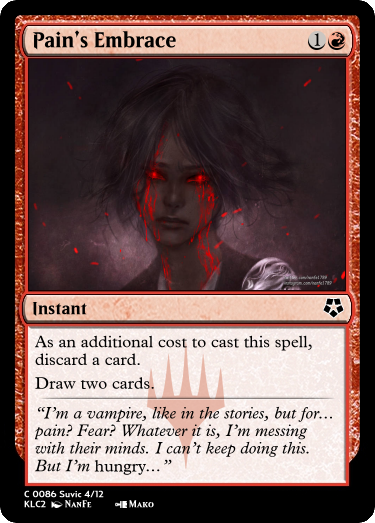 Pain's Embrace 1
Instant
As an additional cost to cast this spell,
discard a card.
Draw two cards.
“I'm a vampire, like in the stories, but for…
pain? Fear? Whatever it is, I'm messing
with their minds. I can't keep doing this.
But I'm hungry…”
C 0086 Suvic 4/12
KLC2 NanFe Mako